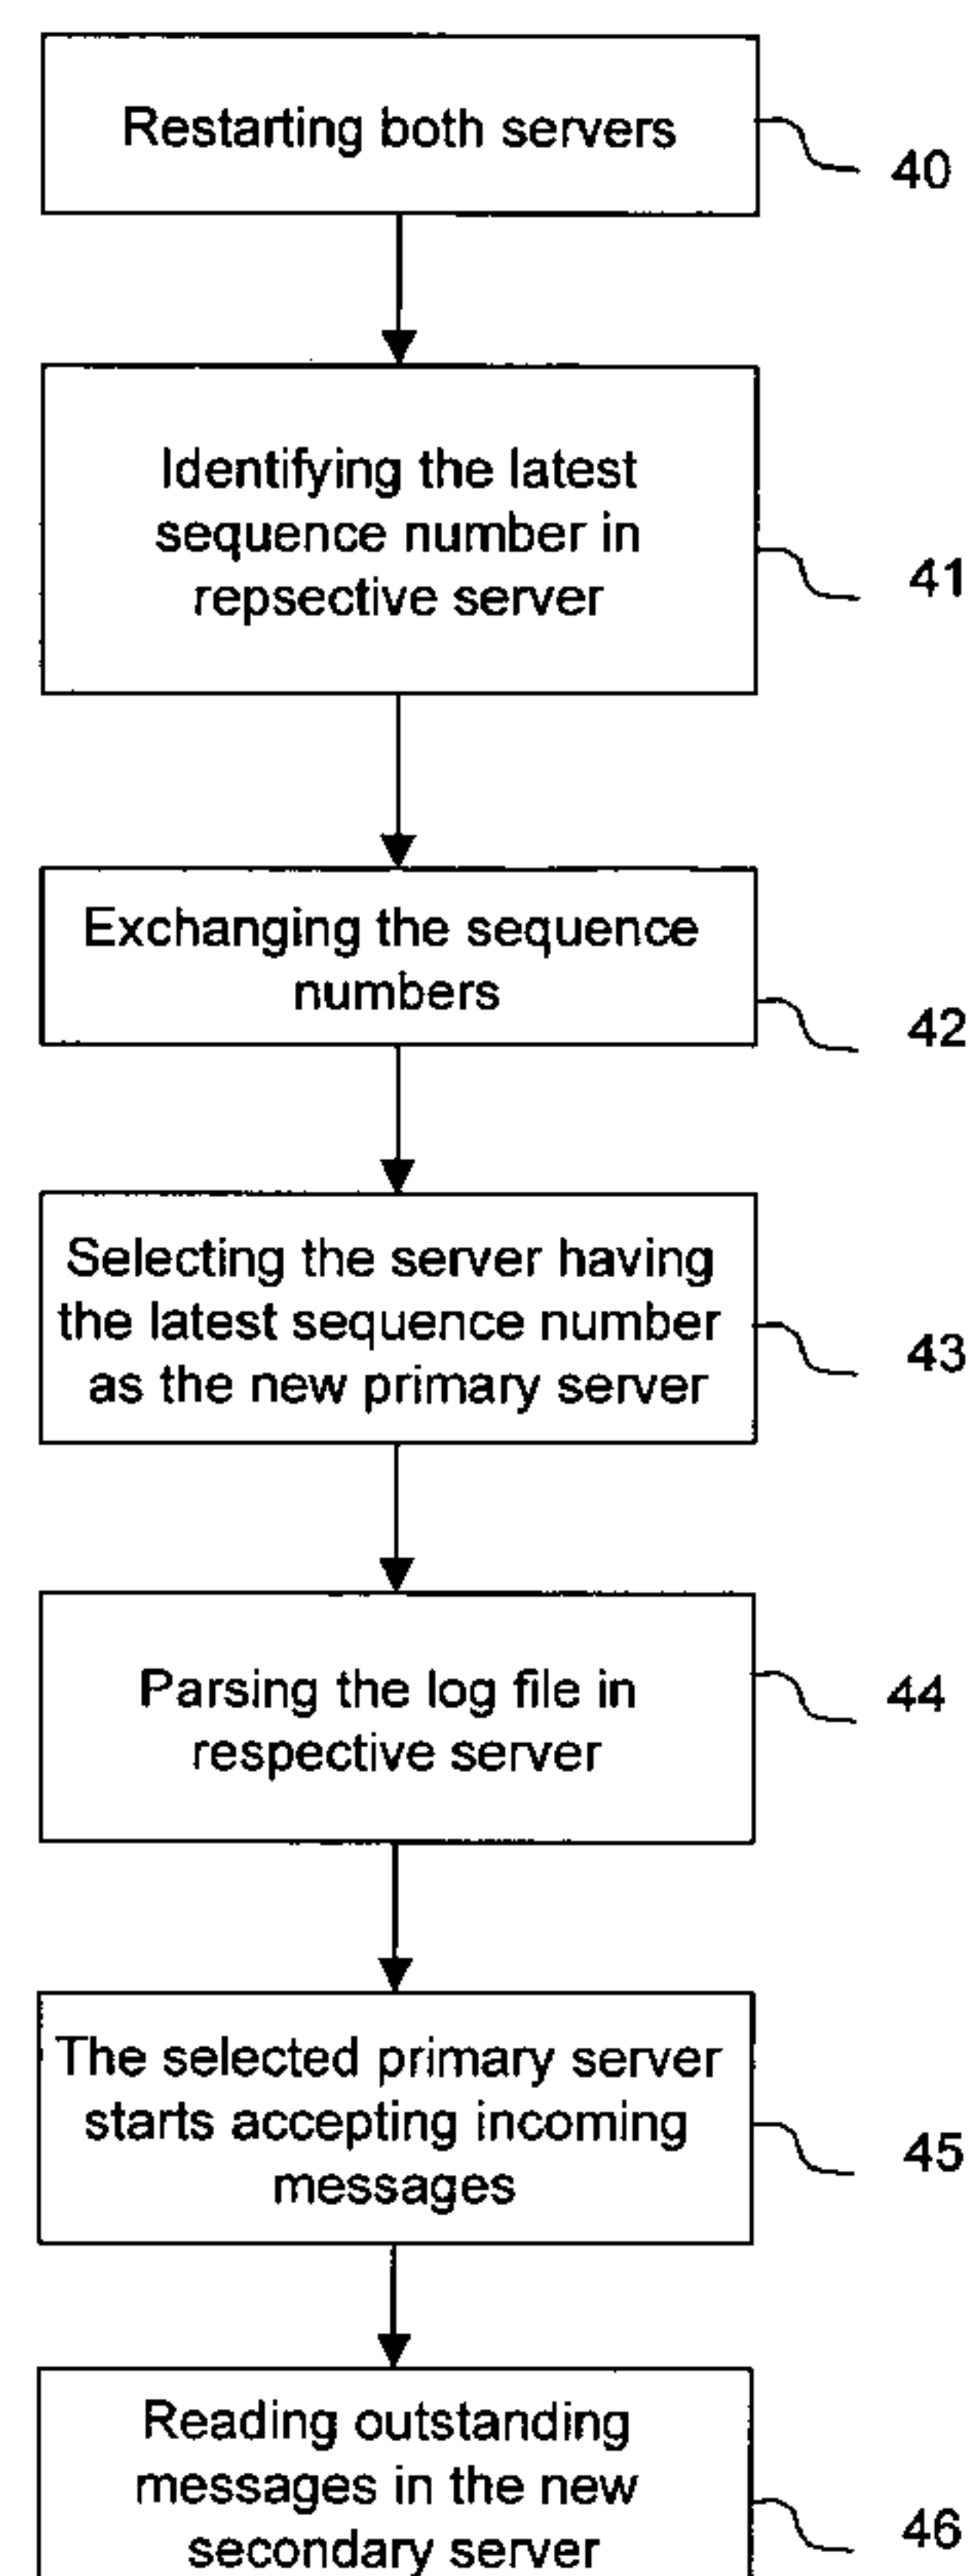 Restarting both servers
40
Identifying the latest
sequence number in
repsective server
41
Exchanging the sequence
numbers
42
Selecting the server having
the latest sequence number
as the new primary server
43
Parsing the log file in
respective server
44
The selected primary server
starts accepting incoming
messages
45
Reading outstanding
messages in the new
secondary server
46